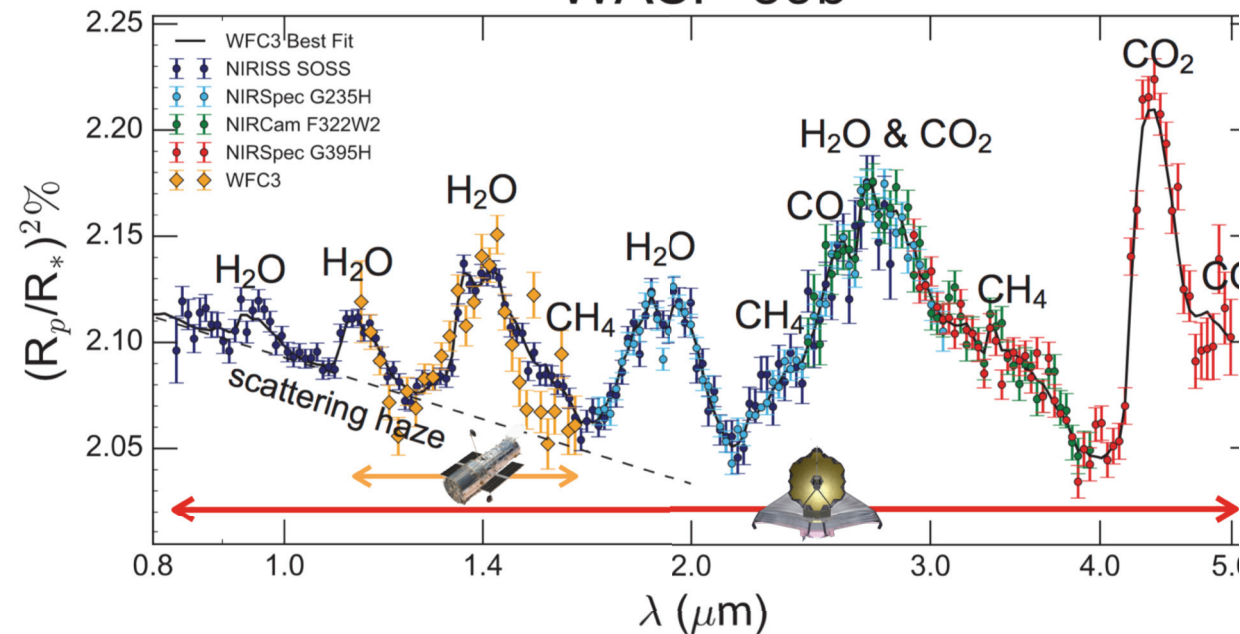 2.25
2.20
2.15
2.10
2.05
(Rₚ/R*)²%
WFC3 Best Fit
NIRISS SOSS
NIRSpec G235H
NIRCam F322W2
NIRSpec G395H
WFC3
H₂O
H₂O
H₂O
CH₄
H₂O
CH₄
CO
H₂O & CO₂
CH₄
CO₂
scattering haze
0.8
1.0
1.4
2.0
3.0
4.0
λ (μm)